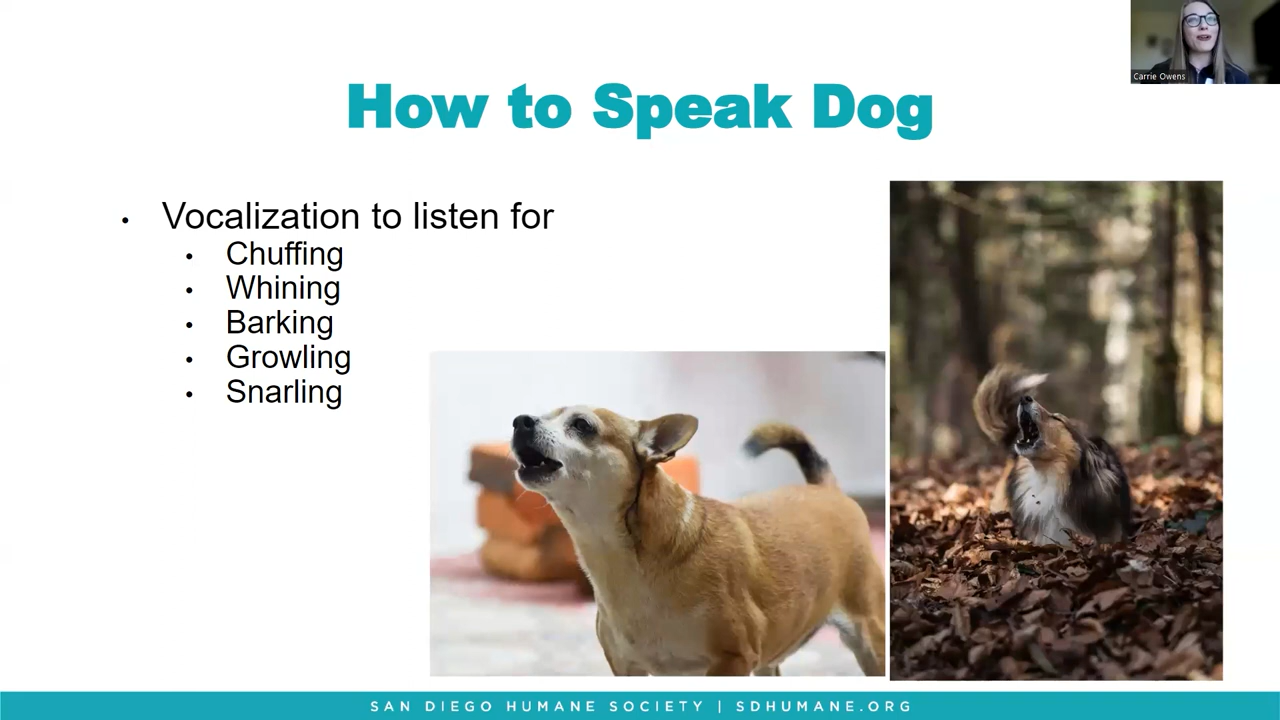 Carrie Owens
How to Speak Dog
• Vocalization to listen for
• Chuffing
• Whining
• Barking
• Growling
• Snarling
SAN DIEGO HUMANE SOCIETY | SDHUMANE.ORG